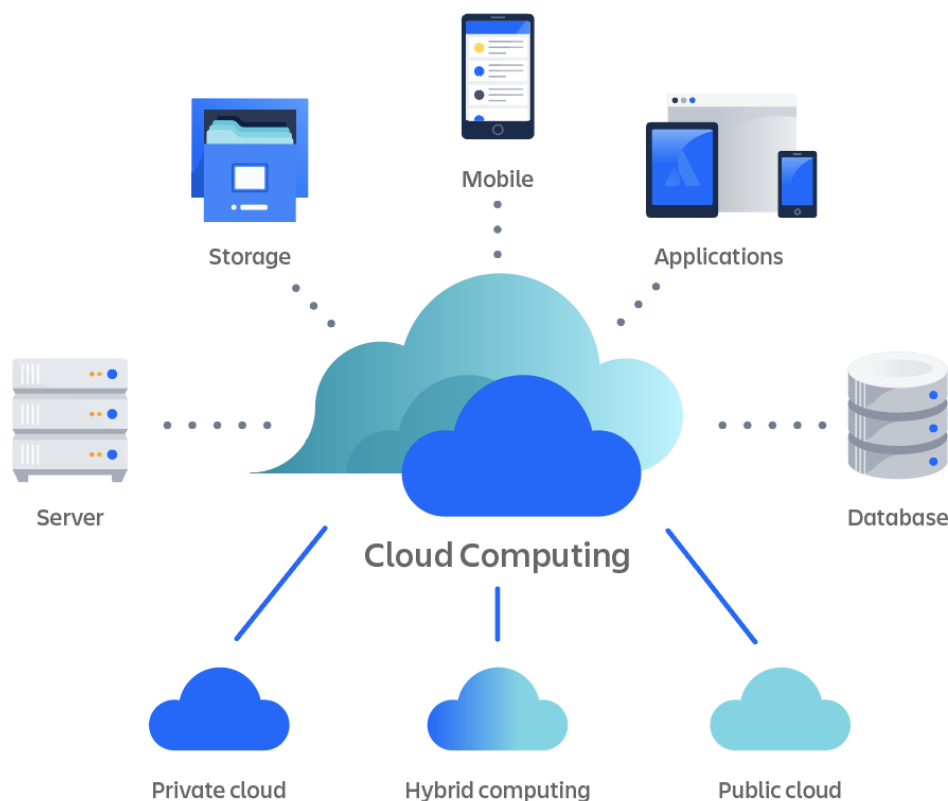 Mobile
Storage
Applications
Server
Database
Cloud Computing
Private cloud
Hybrid computing
Public cloud